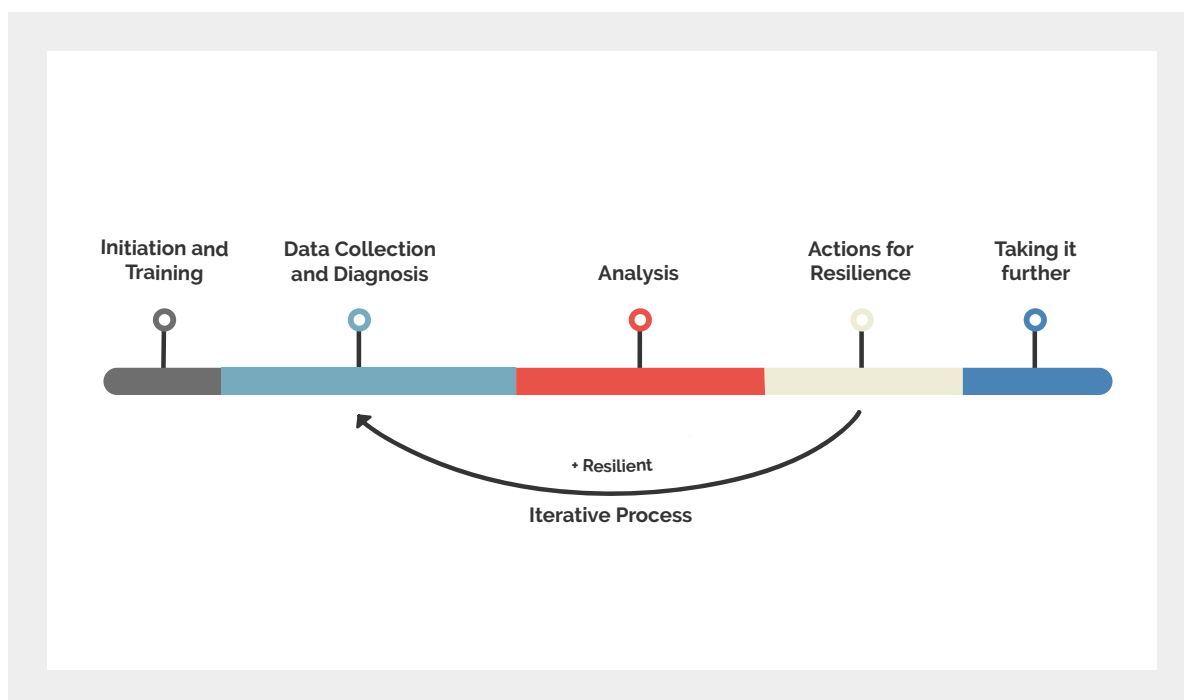 Initiation and
Training
Data Collection
and Diagnosis
Analysis
Actions for
Resilience
Taking it
further
+ Resilient
Iterative Process